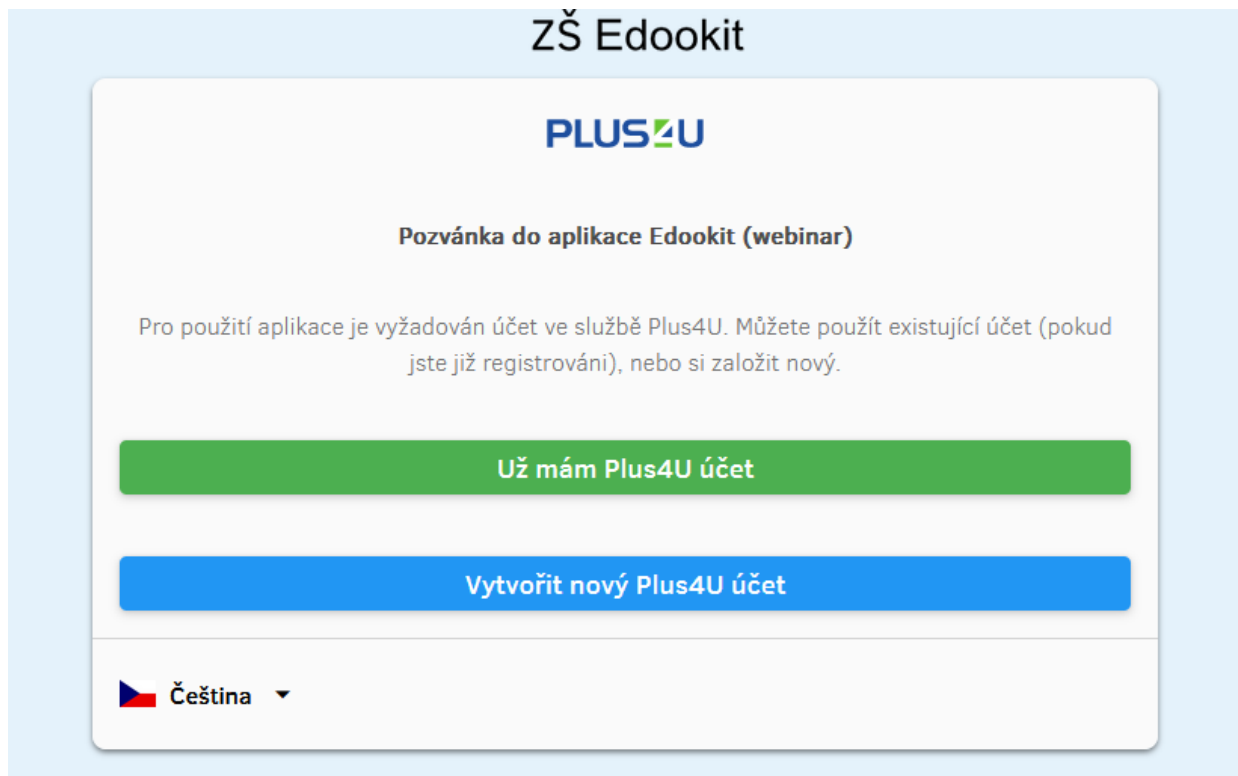 ZŠ Edookit
PLUS4U
Pozvánka do aplikace Edookit (webinar)
Pro použití aplikace je vyžadován účet ve službě Plus4U. Můžete použít existující účet (pokud
jste již registrováni), nebo si založit nový.
Už mám Plus4U účet
Vytvořit nový Plus4U účet
Čeština